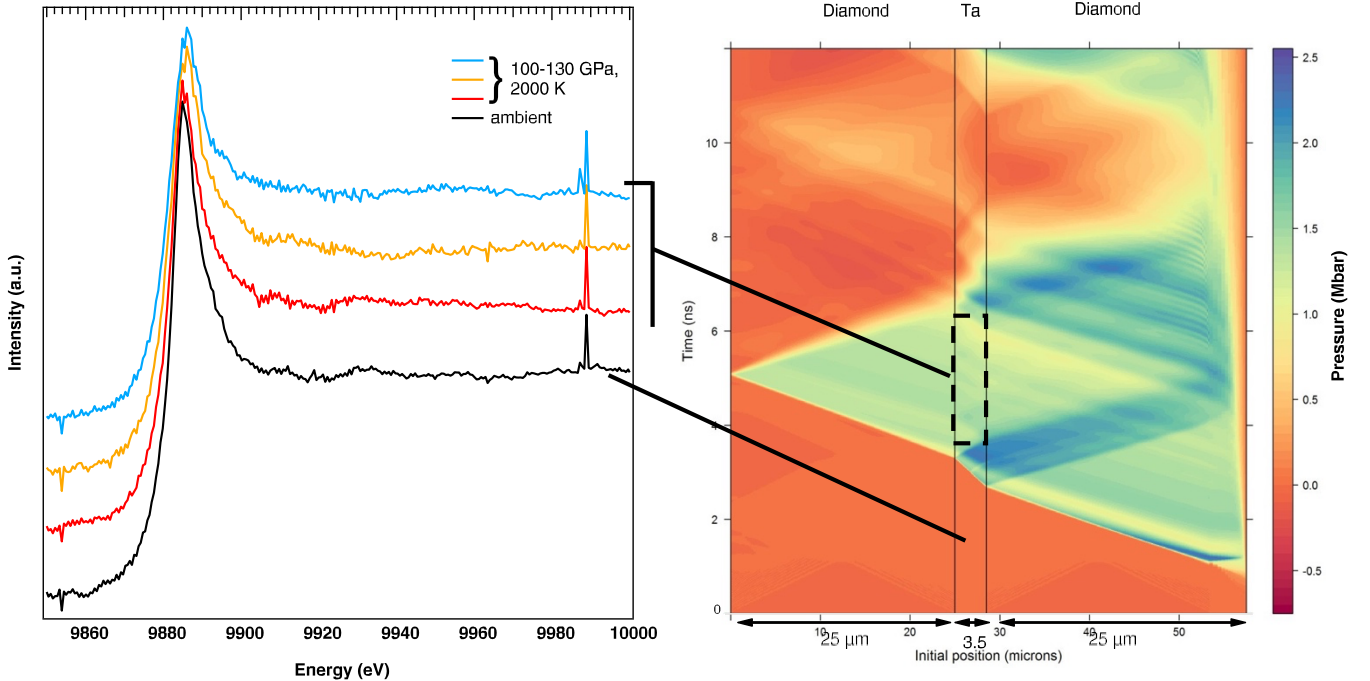 Diamond Ta Diamond
100-130 GPa,
2000 K
ambient
Intensity (a.u.)
9860 9880 9900 9920 9940 9960 9980 10000
Energy (eV)
Time (ns)
10
8
6
4
2
0
10 20 30 40 50
25 μm 3.5 25 μm
Initial position (microns)
2.5
2.0
1.5
1.0
0.5
0.0
-0.5
Pressure (Mbar)